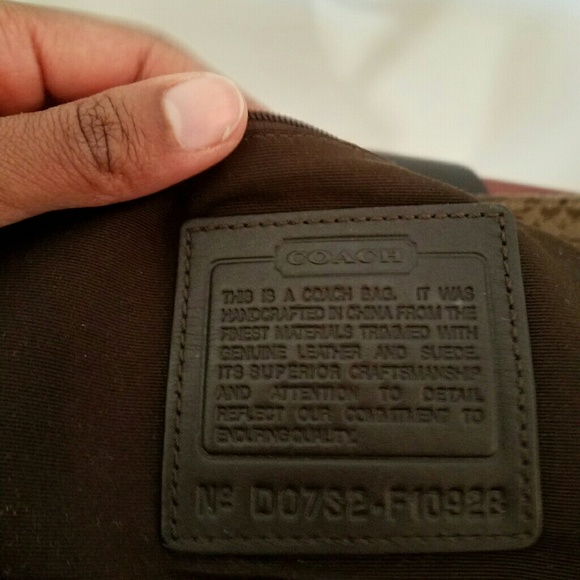 COACH
THIS IS A COACH BAG. IT WAS
HANDCRAFTED IN CHINA FROM THE
FINEST MATERIALS TRIMMED WITH
GENUINE LEATHER AND SUEDE.
ITS SUPERIOR CRAFTSMANSHIP
AND ATTENTION TO DETAIL
REFLECT OUR COMMITMENT TO
ENDURING QUALITY.
Nº D07S2-F10928